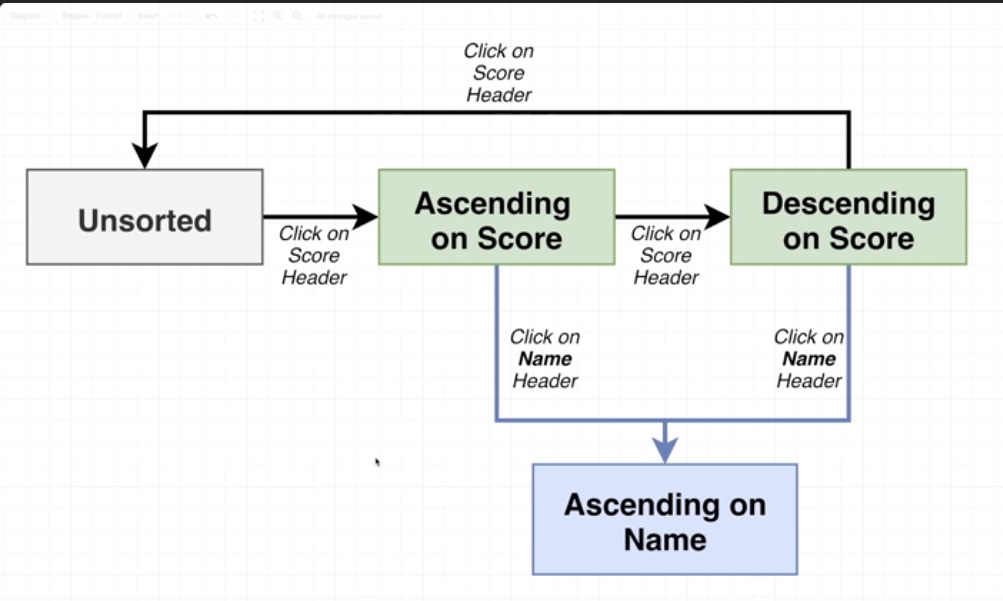 Diagram Shapes Format Insert All changes saved
Click on
Score
Header
Unsorted
Click on
Score
Header
Ascending
on Score
Click on
Score
Header
Descending
on Score
Click on
Name
Header
Click on
Name
Header
Ascending on
Name